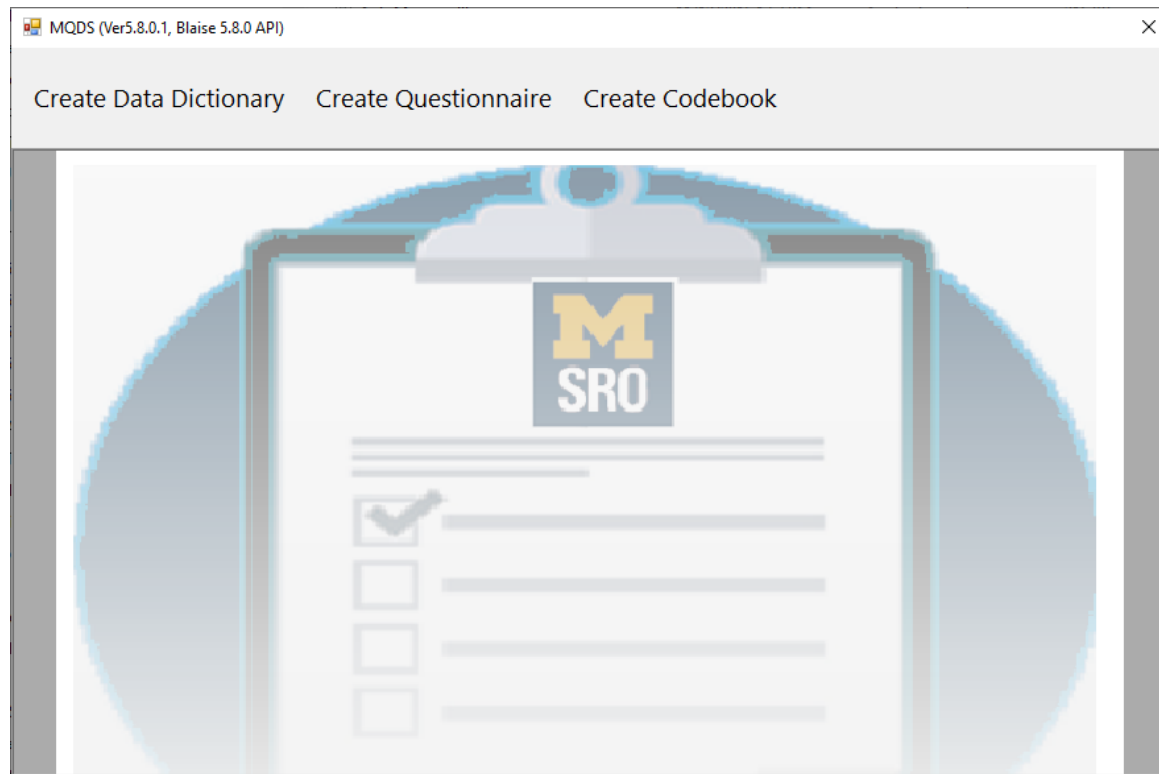 MQDS (Ver5.8.0.1, Blaise 5.8.0 API)
Create Data Dictionary Create Questionnaire Create Codebook
M
SRO